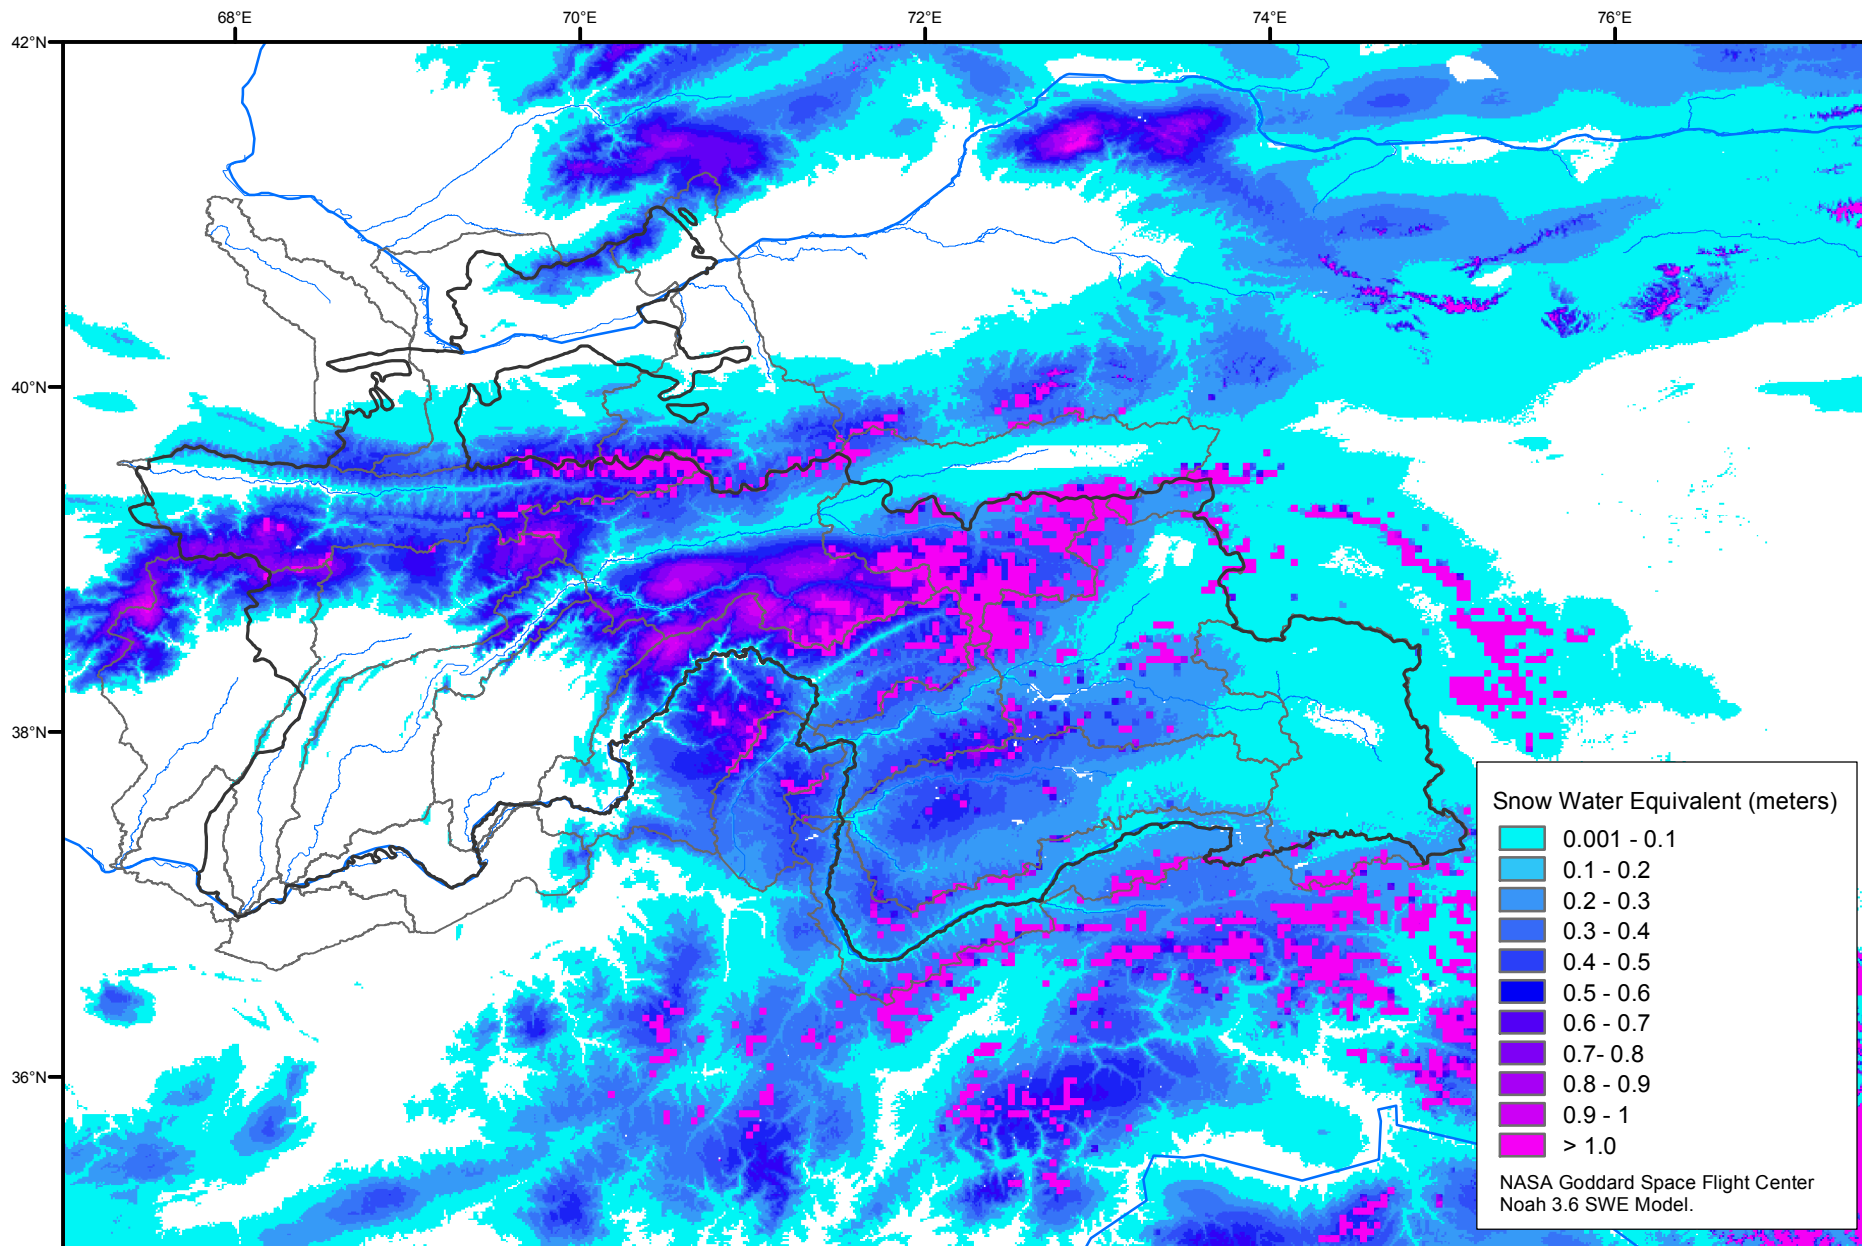 68°E 70°E 72°E 74°E 76°E
42°N
40°N
38°N
36°N
Snow Water Equivalent (meters)
0.001 - 0.1
0.1 - 0.2
0.2 - 0.3
0.3 - 0.4
0.4 - 0.5
0.5 - 0.6
0.6 - 0.7
0.7- 0.8
0.8 - 0.9
0.9 - 1
> 1.0
NASA Goddard Space Flight Center
Noah 3.6 SWE Model.